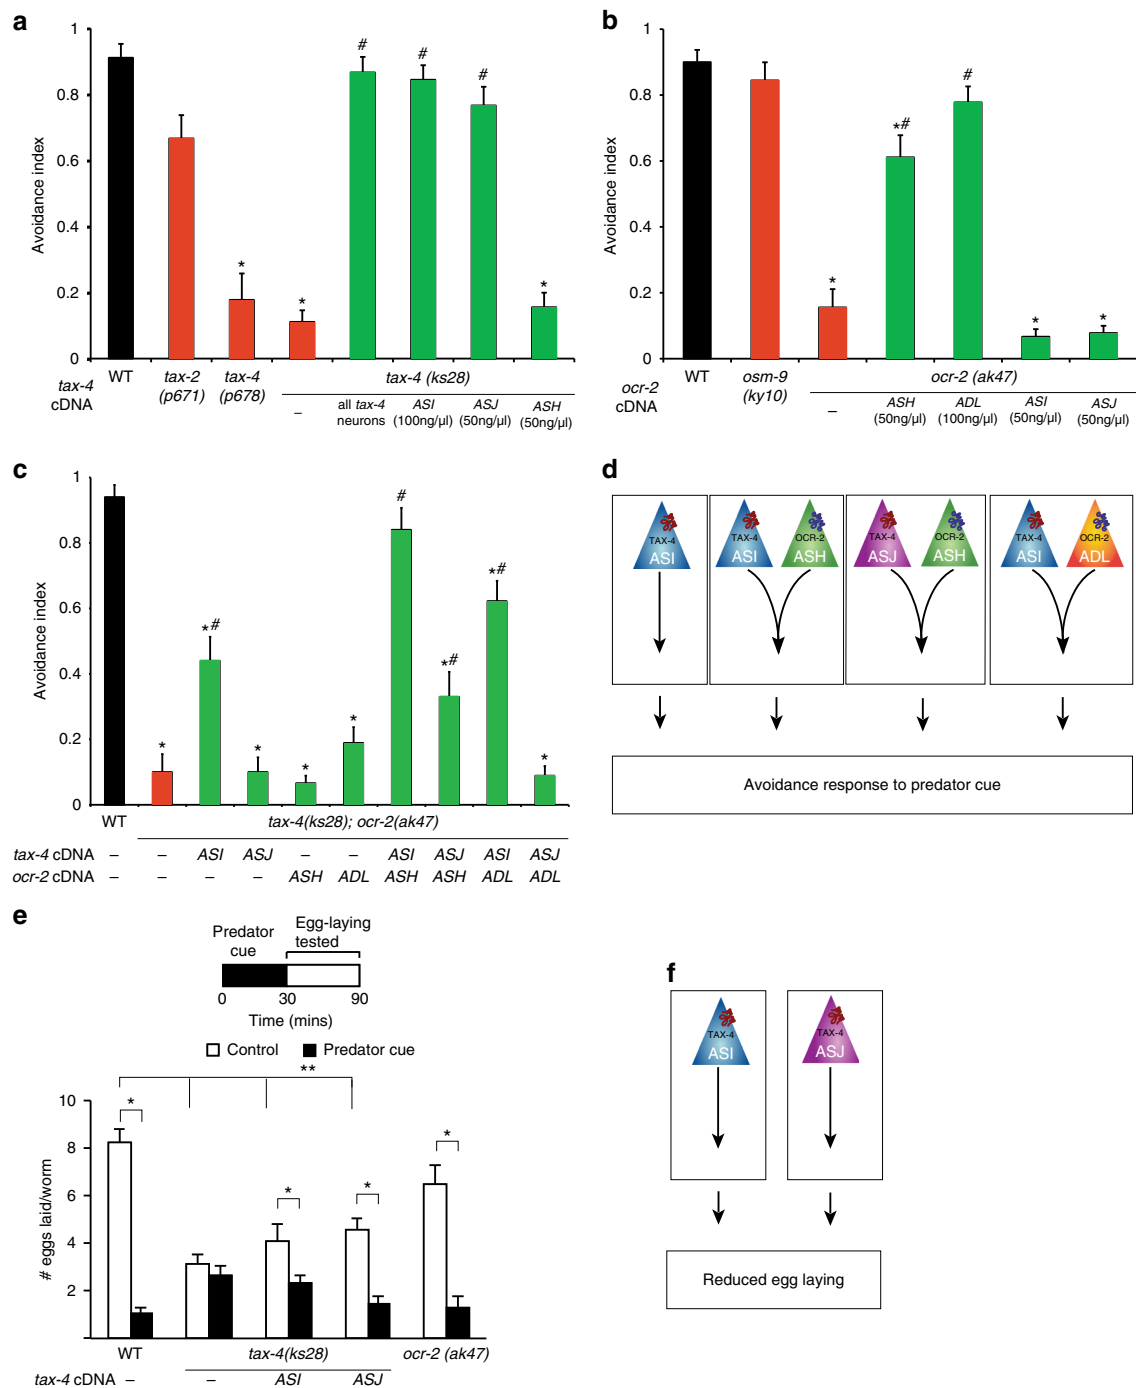 a
1
0.8
0.6
0.4
0.2
0
Avoidance index
# # #
* * *
WT
tax-2 (p671)
tax-4 (p678)
tax-4 (ks28)
tax-4 cDNA
–
all tax-4 neurons
ASI (100ng/µl)
ASJ (50ng/µl)
ASH (50ng/µl)
b
1
0.8
0.6
0.4
0.2
0
Avoidance index
* *# # * *
WT
osm-9 (ky10)
ocr-2 (ak47)
ocr-2 cDNA
–
ASH (50ng/µl)
ADL (100ng/µl)
ASI (50ng/µl)
ASJ (50ng/µl)
c
1
0.8
0.6
0.4
0.2
0
Avoidance index
* *# * * * # *# *# *
WT
tax-4(ks28); ocr-2(ak47)
tax-4 cDNA – – ASI ASJ – – ASI ASJ ASI ASJ
ocr-2 cDNA – – – – ASH ADL ASH ASH ADL ADL
d
TAX-4 TAX-4 OCR-2 TAX-4 OCR-2 TAX-4 OCR-2
ASI ASI ASH ASJ ASH ASI ADL
Avoidance response to predator cue
e
Predator cue
Egg-laying tested
0 30 90
Time (mins)
Control Predator cue
**
10
8
6
4
2
# eggs laid/worm
* * * *
WT tax-4(ks28) ocr-2 (ak47)
tax-4 cDNA – – ASI ASJ
f
TAX-4 TAX-4
ASI ASJ
Reduced egg laying